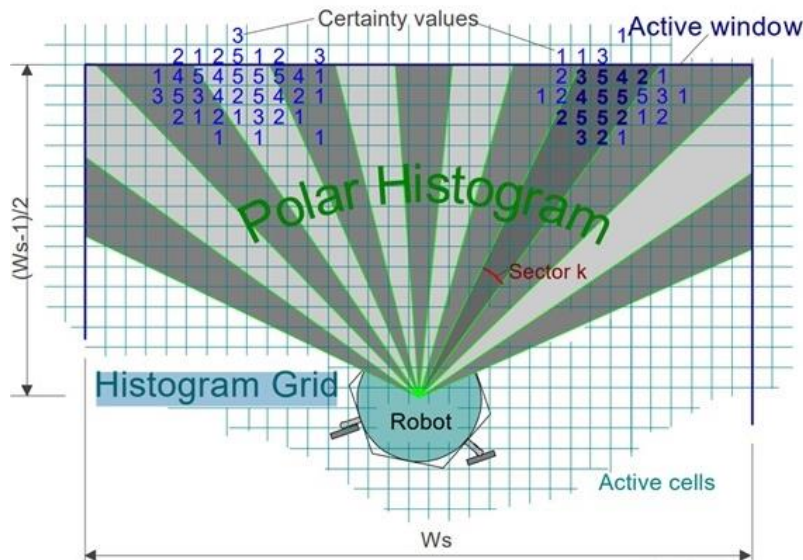 Certainty values
3
1
Active window
2 1 2 5 1 2 3
1 1 3
1 4 5 4 5 5 5 4 1
2 3 5 4 2 1
3 5 3 4 2 5 4 2 1
1 2 4 5 5 5 3 1
2 1 2 1 3 2 1
2 5 5 2 1 2
1 1 1
3 2 1
Polar Histogram
(Ws-1)/2
Sector k
Histogram Grid
Robot
Active cells
Ws